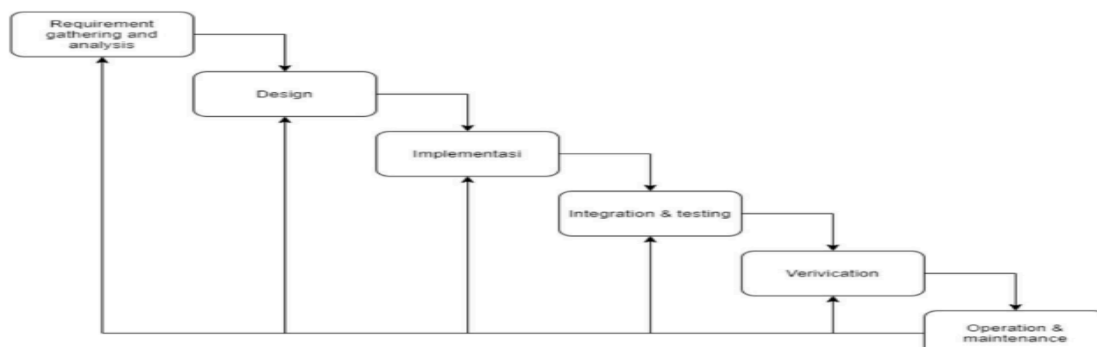 Requirement
gathering and
analysis
Design
Implementasi
Integration & testing
Verivication
Operation &
maintenance